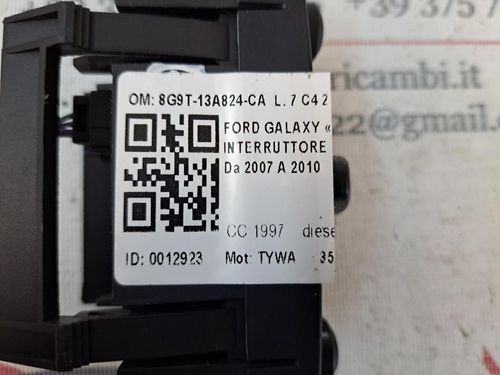 +39 375 7
ricambi.it
22@gmail.com
OM: 8G9T-13A824-CA L. 7 C4 2
FORD GALAXY «
INTERRUTTORE
Da 2007 A 2010
CC 1997 diese
ID: 0012923 Mot: TYWA 35